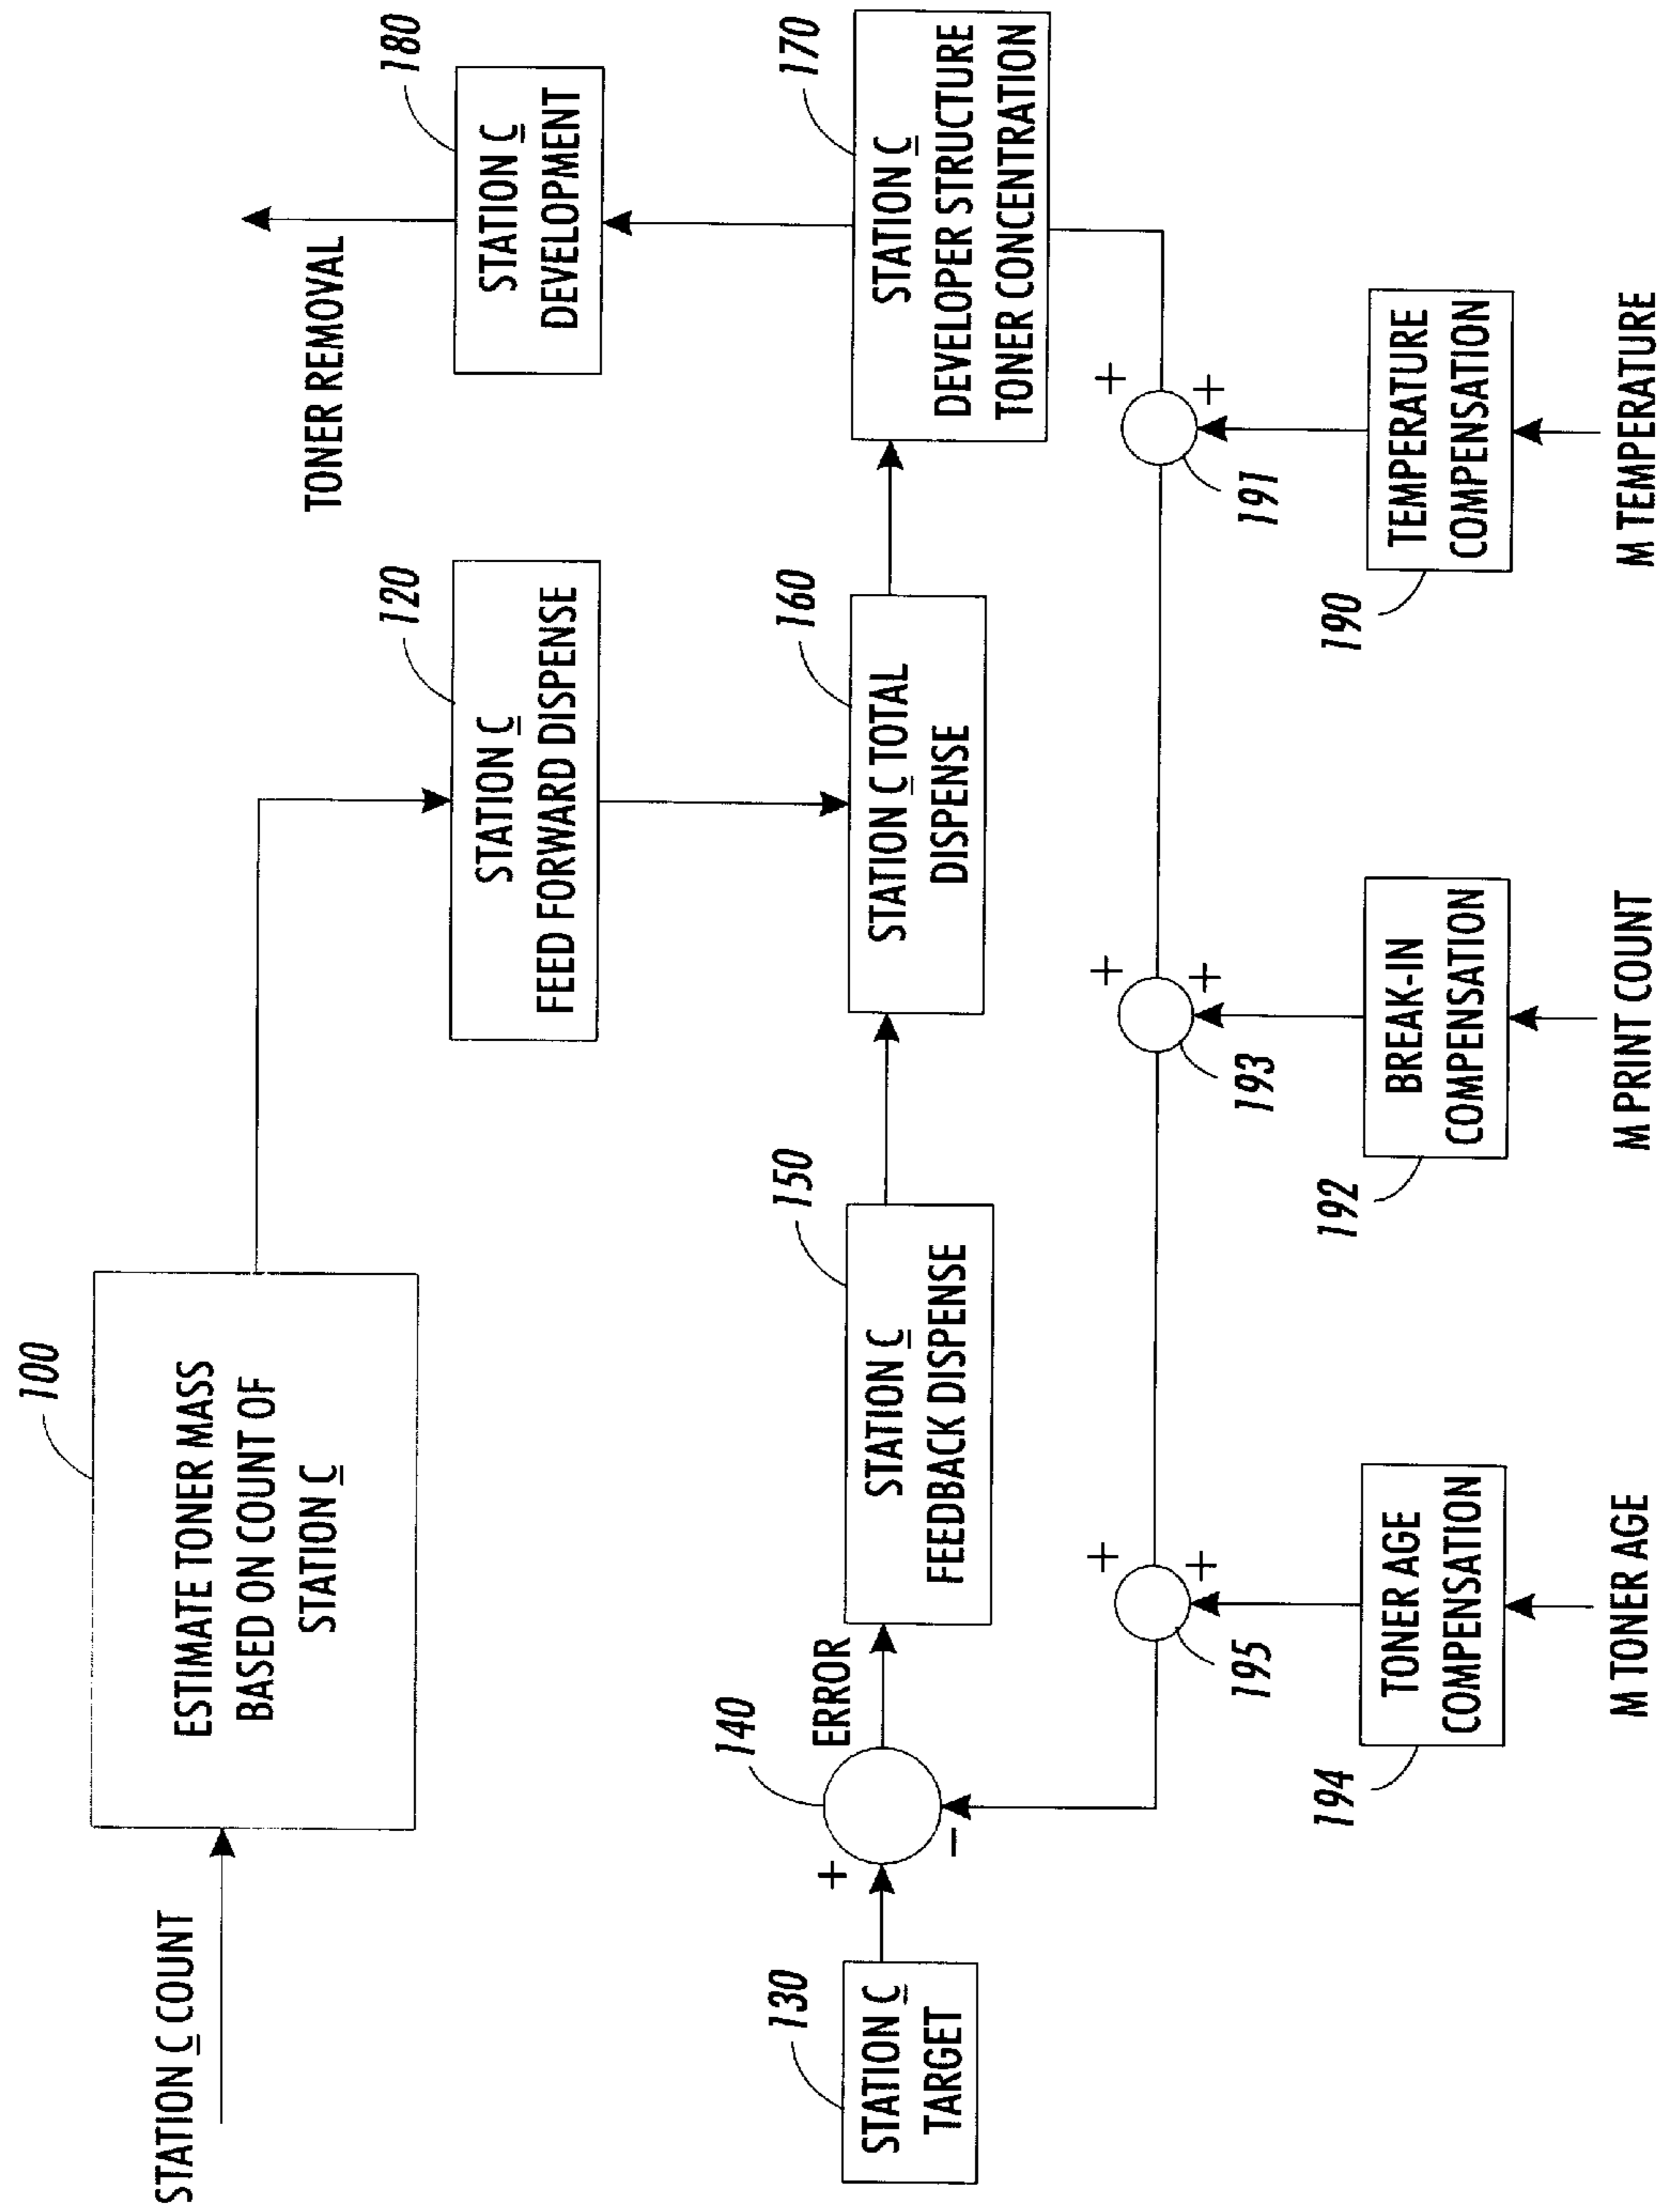 STATION C COUNT
100
ESTIMATE TONER MASS
BASED ON COUNT OF
STATION C
120
STATION C
FEED FORWARD DISPENSE
TONER REMOVAL
180
STATION C
DEVELOPMENT
130
STATION C
TARGET
+
-
140
ERROR
150
STATION C
FEEDBACK DISPENSE
160
STATION C TOTAL
DISPENSE
170
STATION C
DEVELOPER STRUCTURE
TONER CONCENTRATION
+
+
195
+
+
193
+
+
191
194
TONER AGE
COMPENSATION
M TONER AGE
192
BREAK-IN
COMPENSATION
M PRINT COUNT
190
TEMPERATURE
COMPENSATION
M TEMPERATURE